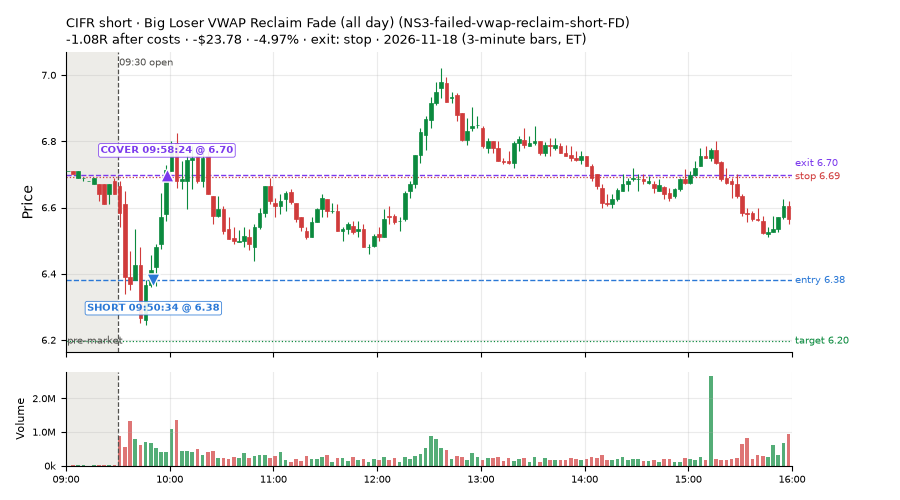 CIFR short · Big Loser VWAP Reclaim Fade (all day) (NS3-failed-vwap-reclaim-short-FD)
-1.08R after costs · -$23.78 · -4.97% · exit: stop · 2026-11-18 (3-minute bars, ET)
09:30 open
7.0
6.8
COVER 09:58:24 @ 6.70
exit 6.70
stop 6.69
Price
6.6
6.4
entry 6.38
SHORT 09:50:34 @ 6.38
6.2
pre-market
target 6.20
Volume
2.0M
1.0M
0k
09:00
10:00
11:00
12:00
13:00
14:00
15:00
16:00